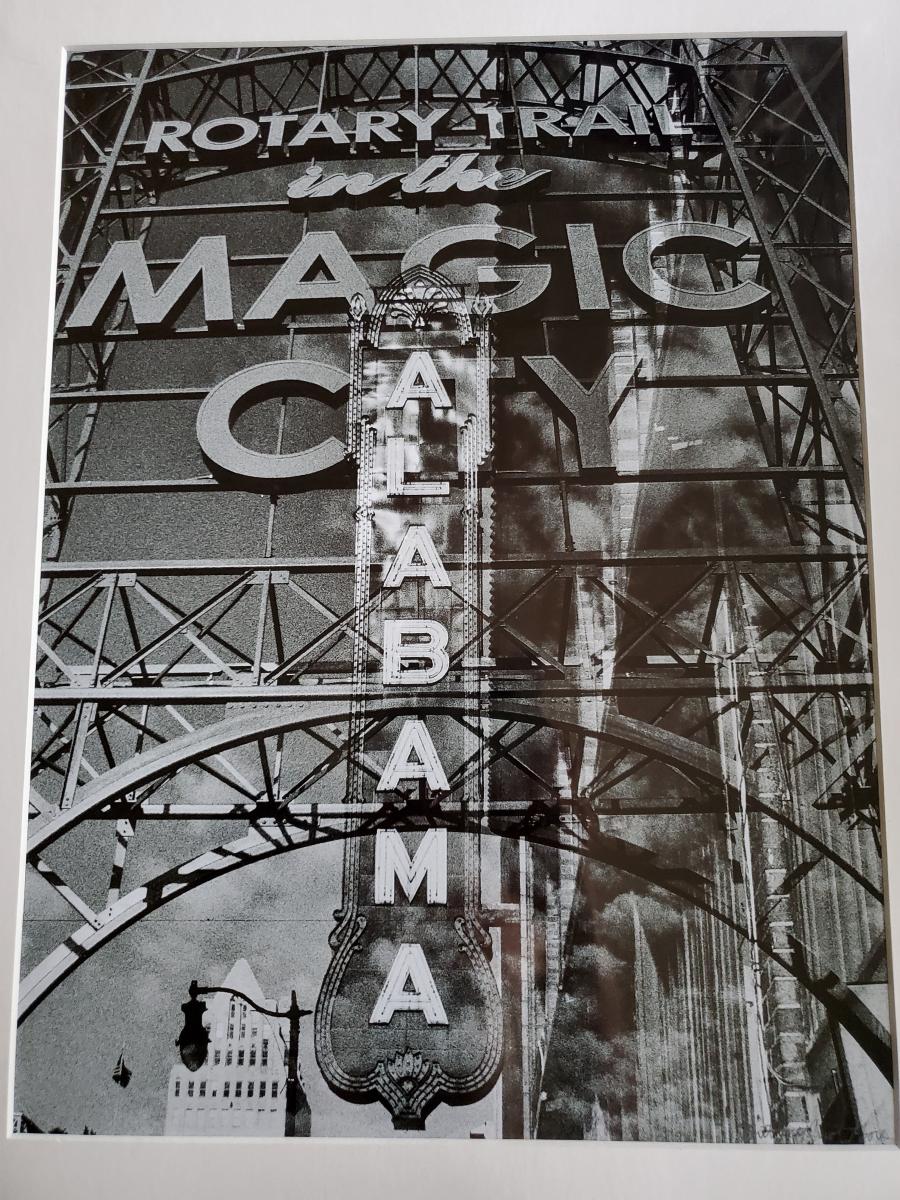 ROTARY TRAIL
in the
MAGIC
CITY
ALABAMA